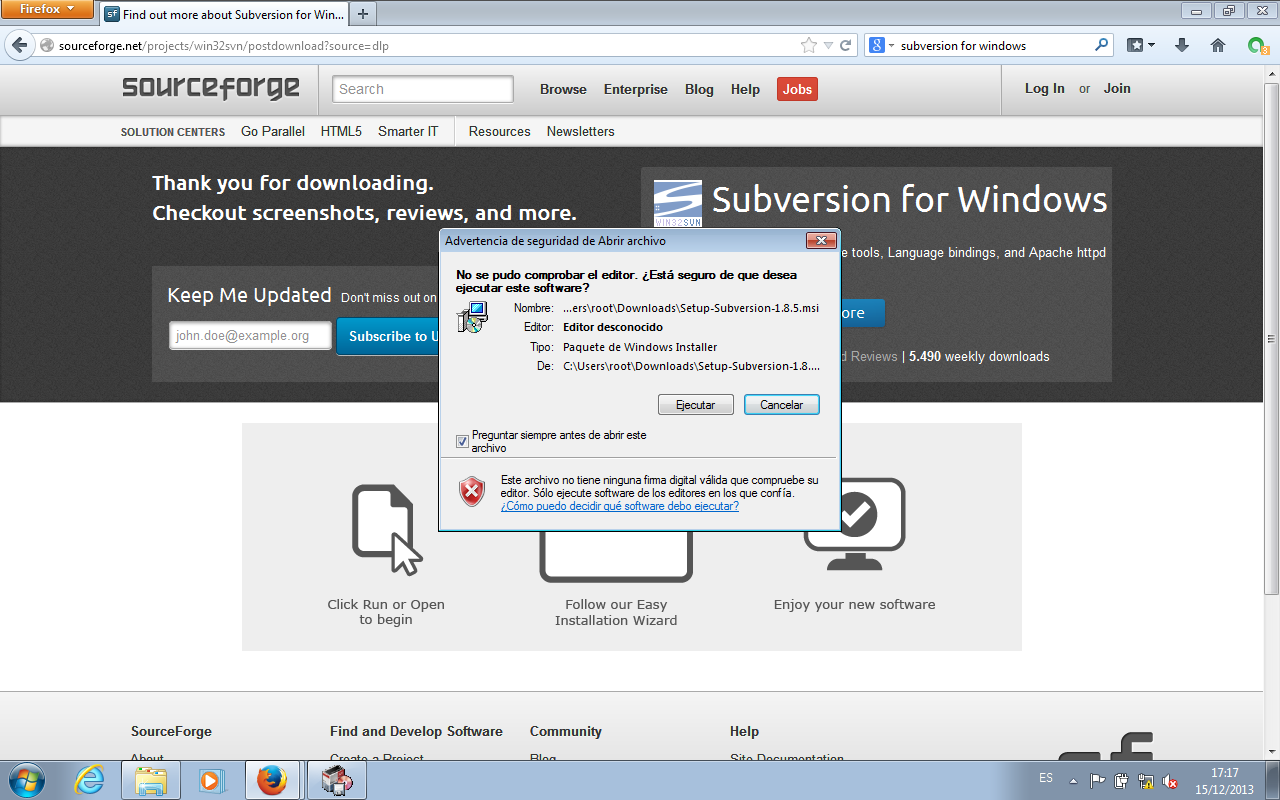 Firefox
Find out more about Subversion for Win...
sourceforge.net/projects/win32svn/postdownload?source=dlp
subversion for windows
3
sourceforge
Search
Browse Enterprise Blog Help Jobs
Log In or Join
SOLUTION CENTERS Go Parallel HTML5 Smarter IT Resources Newsletters
Thank you for downloading.
Checkout screenshots, reviews, and more.
WIN32SVN
Subversion for Windows
e tools, Language bindings, and Apache httpd
Keep Me Updated Don't miss out on
john.doe@example.org
Subscribe to U
ore
d Reviews | 5.490 weekly downloads
Advertencia de seguridad de Abrir archivo
No se pudo comprobar el editor. ¿Está seguro de que desea
ejecutar este software?
Nombre: ...ers\root\Downloads\Setup-Subversion-1.8.5.msi
Editor: Editor desconocido
Tipo: Paquete de Windows Installer
De: C:\Users\root\Downloads\Setup-Subversion-1.8....
Ejecutar Cancelar
Preguntar siempre antes de abrir este
archivo
Este archivo no tiene ninguna firma digital válida que compruebe su
editor. Sólo ejecute software de los editores en los que confía.
¿Cómo puedo decidir qué software debo ejecutar?
Click Run or Open
to begin
Follow our Easy
Installation Wizard
Enjoy your new software
SourceForge Find and Develop Software Community Help
About Create a Project Blog Site Documentation
sf
ES
17:17
15/12/2013